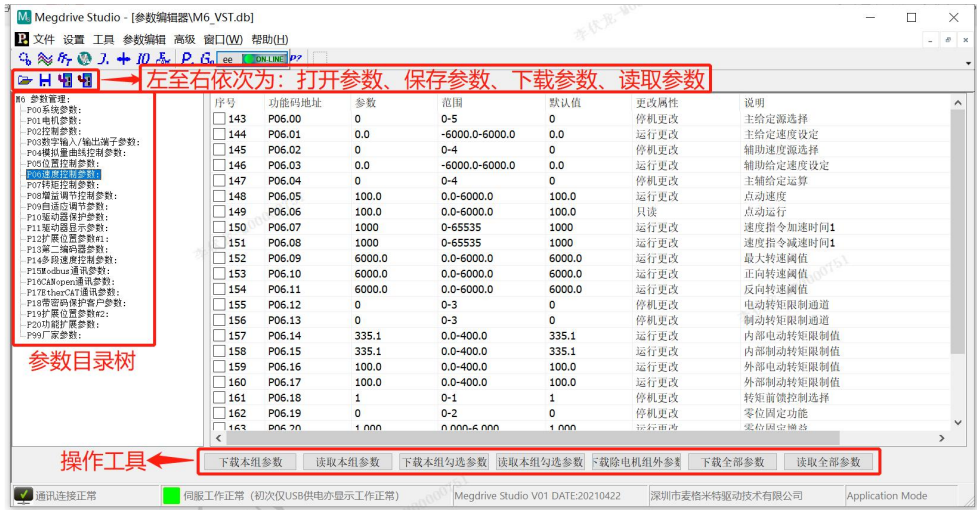 Megdrive Studio - [参数编辑器\M6_VST.db]
文件 设置 工具 参数编辑 高级 窗口(W) 帮助(H)
ee ON-LINE P?
左至右依次为：打开参数、保存参数、下载参数、读取参数
M6 参数管理:
P00系统参数:
P01电机参数:
P02控制参数:
P03数字输入/输出端子参数:
P04模拟量曲线控制参数:
P05位置控制参数:
P06速度控制参数:
P07转矩控制参数:
P08增益调节控制参数:
P09自适应调节参数:
P10驱动器保护参数:
P11驱动器显示参数:
P12扩展位置参数#1:
P13第二编码器参数:
P14多段速度控制参数:
P15Modbus通讯参数:
P16CANopen通讯参数:
P17EtherCAT通讯参数:
P18带密码保护客户参数:
P19扩展位置参数#2:
P20功能扩展参数:
P99厂家参数:
参数目录树
序号 功能码地址 参数 范围 默认值 更改属性 说明
143 P06.00 0 0-5 0 停机更改 主给定源选择
144 P06.01 0.0 -6000.0-6000.0 0.0 运行更改 主给定速度设定
145 P06.02 0 0-4 0 停机更改 辅助速度源选择
146 P06.03 0.0 -6000.0-6000.0 0.0 运行更改 辅助给定速度设定
147 P06.04 0 0-4 0 停机更改 主辅给定运算
148 P06.05 100.0 0.0-6000.0 100.0 运行更改 点动速度
149 P06.06 100.0 0.0-6000.0 100.0 只读 点动运行
150 P06.07 1000 0-65535 1000 运行更改 速度指令加速时间1
151 P06.08 1000 0-65535 1000 运行更改 速度指令减速时间1
152 P06.09 6000.0 0.0-6000.0 6000.0 运行更改 最大转速阈值
153 P06.10 6000.0 0.0-6000.0 6000.0 运行更改 正向转速阈值
154 P06.11 6000.0 0.0-6000.0 6000.0 运行更改 反向转速阈值
155 P06.12 0 0-3 0 停机更改 电动转矩限制通道
156 P06.13 0 0-3 0 停机更改 制动转矩限制通道
157 P06.14 335.1 0.0-400.0 335.1 运行更改 内部电动转矩限制值
158 P06.15 335.1 0.0-400.0 335.1 运行更改 内部制动转矩限制值
159 P06.16 100.0 0.0-400.0 100.0 运行更改 外部电动转矩限制值
160 P06.17 100.0 0.0-400.0 100.0 运行更改 外部制动转矩限制值
161 P06.18 1 0-1 1 停机更改 转矩前馈控制选择
162 P06.19 0 0-2 0 停机更改 零位固定功能
163 P06.20 1.000 0.000-6.000 1.000 运行更改 零位固定增益
操作工具
下载本组参数 读取本组参数 下载本组勾选参数 读取本组勾选参数 下载除电机组外参数 下载全部参数 读取全部参数
通讯连接正常 伺服工作正常 (初次仅USB供电亦显示工作正常) Megdrive Studio V01 DATE:20210422 深圳市麦格米特驱动技术有限公司 Application Mode